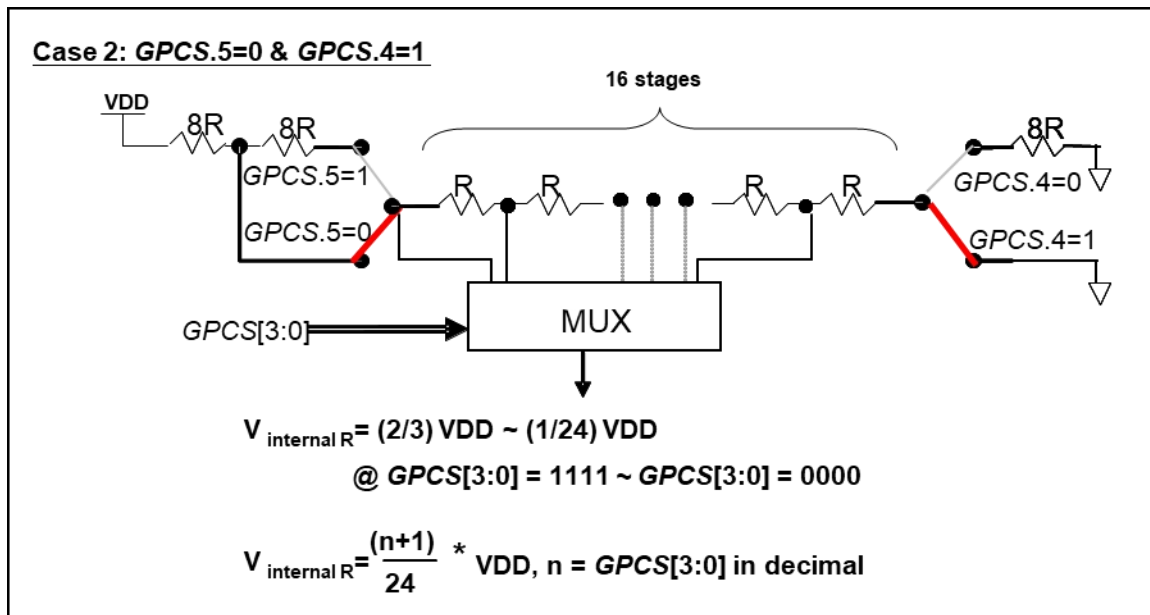 Case 2: GPCS.5=0 & GPCS.4=1
16 stages
VDD
8R
8R
8R
GPCS.5=1
R
R
R
R
GPCS.4=0
GPCS.5=0
GPCS.4=1
MUX
GPCS[3:0]
V internal R= (2/3) VDD ~ (1/24) VDD
@ GPCS[3:0] = 1111 ~ GPCS[3:0] = 0000
V internal R= (n+1) / 24 * VDD, n = GPCS[3:0] in decimal